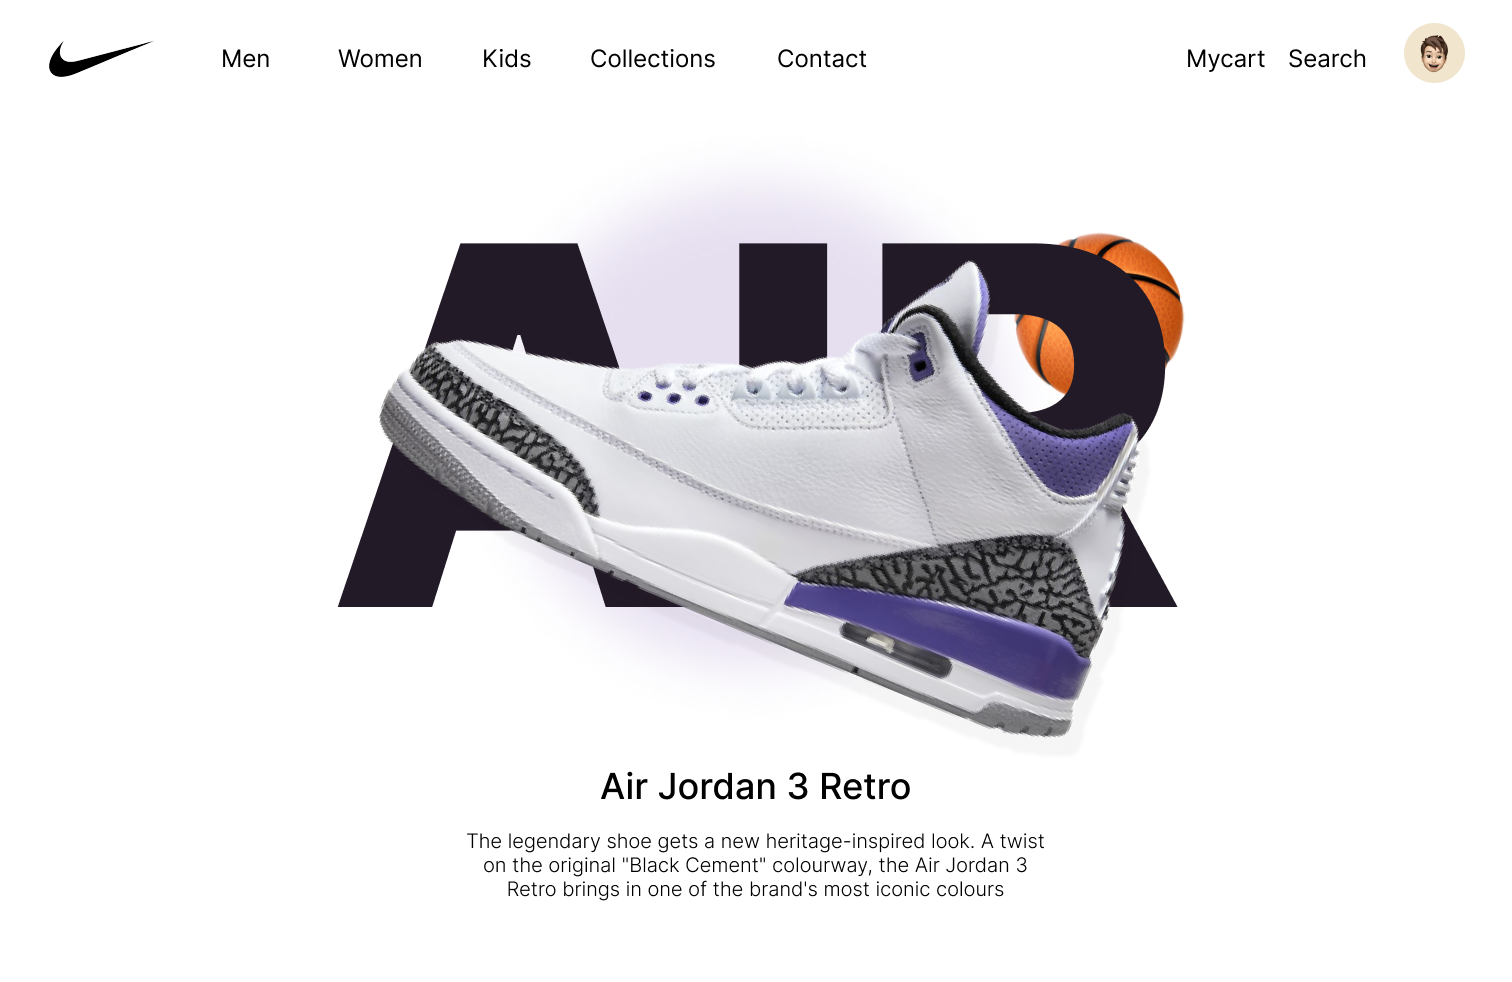 Men Women Kids Collections Contact Mycart Search
AIR
Air Jordan 3 Retro
The legendary shoe gets a new heritage-inspired look. A twist
on the original "Black Cement" colourway, the Air Jordan 3
Retro brings in one of the brand's most iconic colours